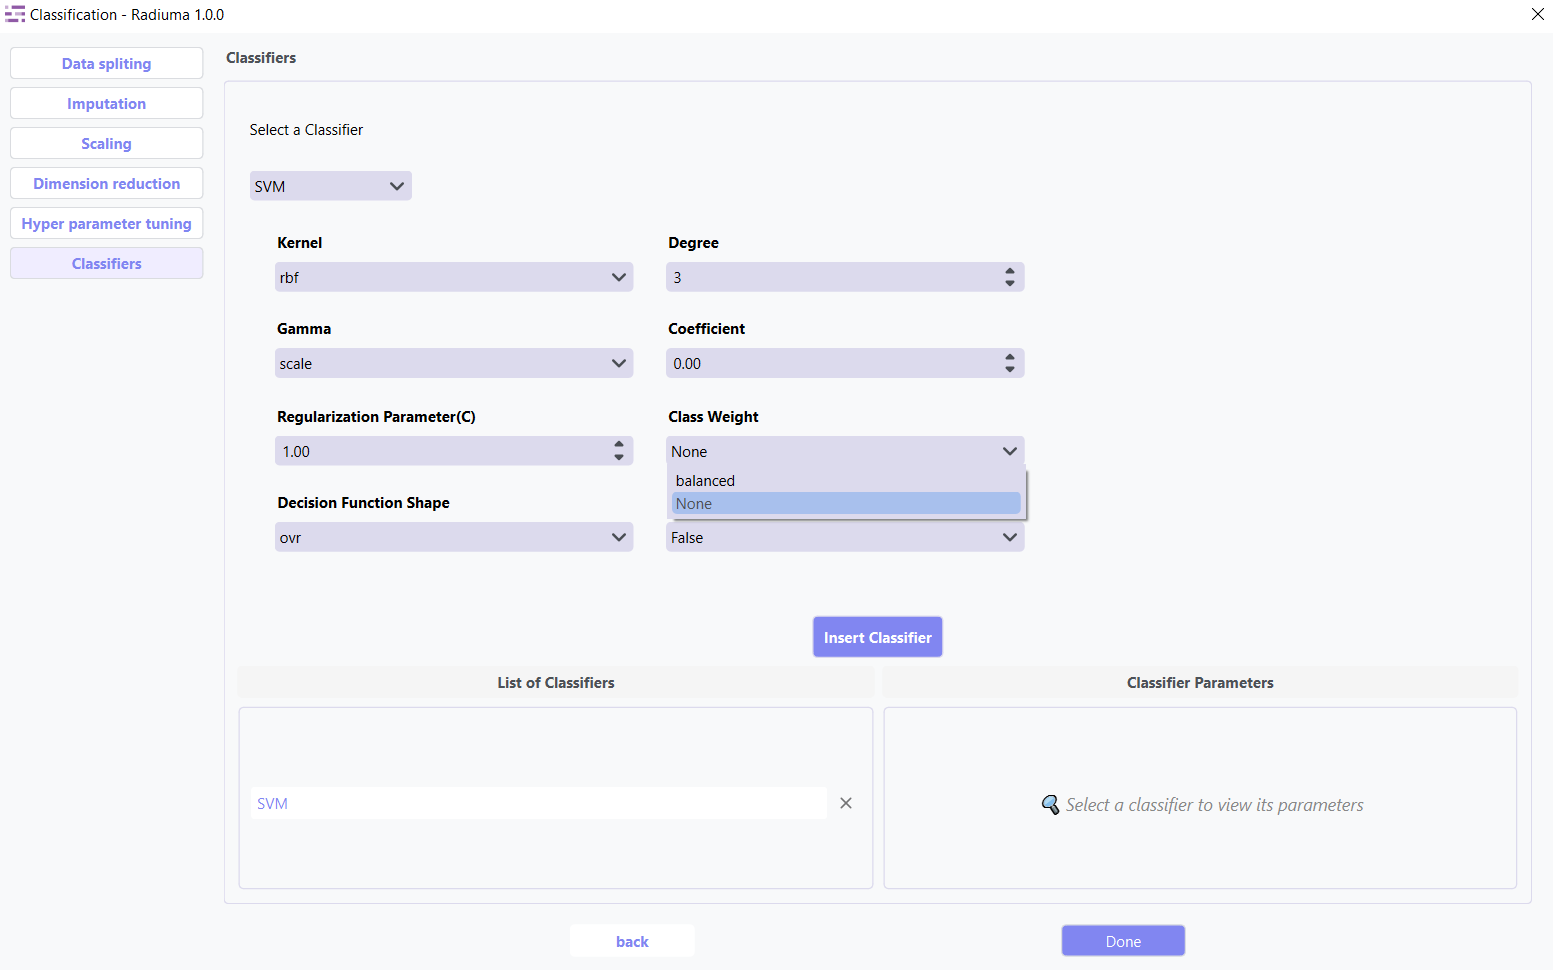 Classification - Radiuma 1.0.0
Data spliting
Imputation
Scaling
Dimension reduction
Hyper parameter tuning
Classifiers
Classifiers
Select a Classifier
SVM
Kernel
Degree
rbf
3
Gamma
Coefficient
scale
0.00
Regularization Parameter(C)
Class Weight
1.00
None
balanced
None
Decision Function Shape
ovr
False
Insert Classifier
List of Classifiers
Classifier Parameters
SVM
Select a classifier to view its parameters
back
Done